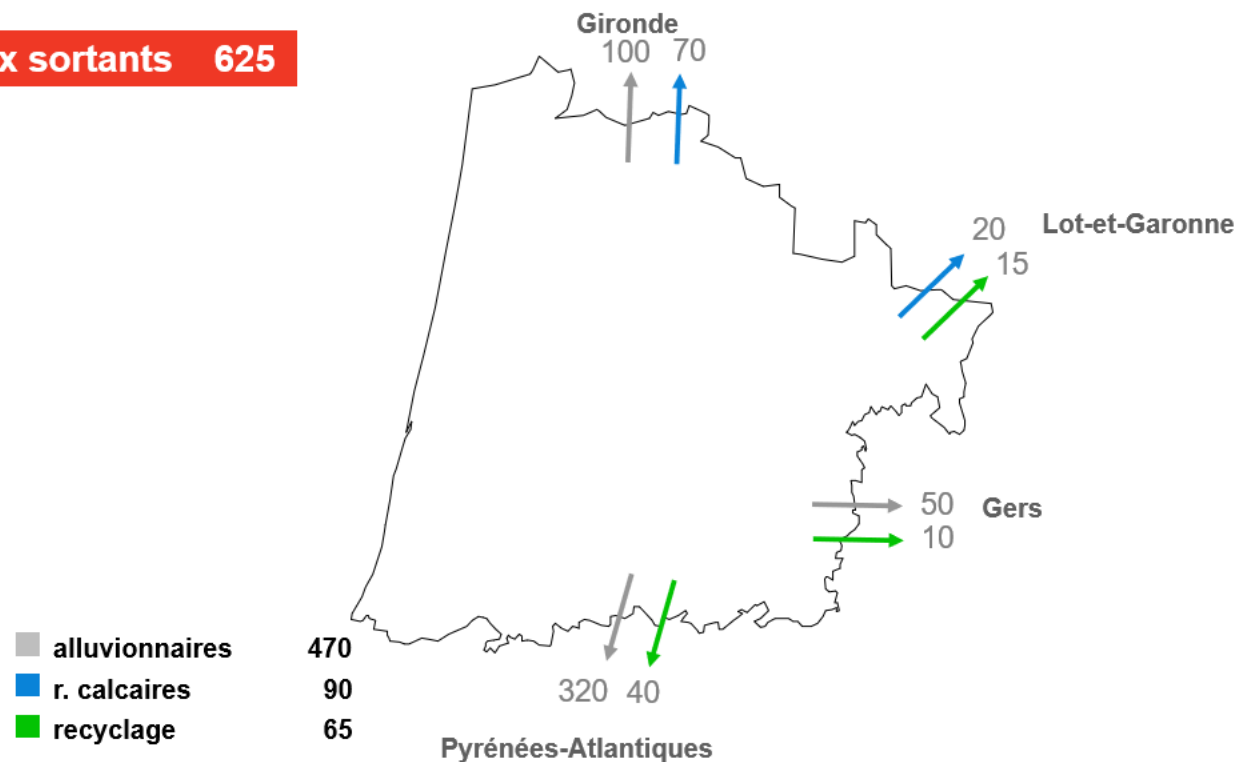 Gironde
x sortants 625
100 70
20 Lot-et-Garonne
15
50 Gers
10
alluvionnaires 470
r. calcaires 90
recyclage 65
320 40
Pyrénées-Atlantiques